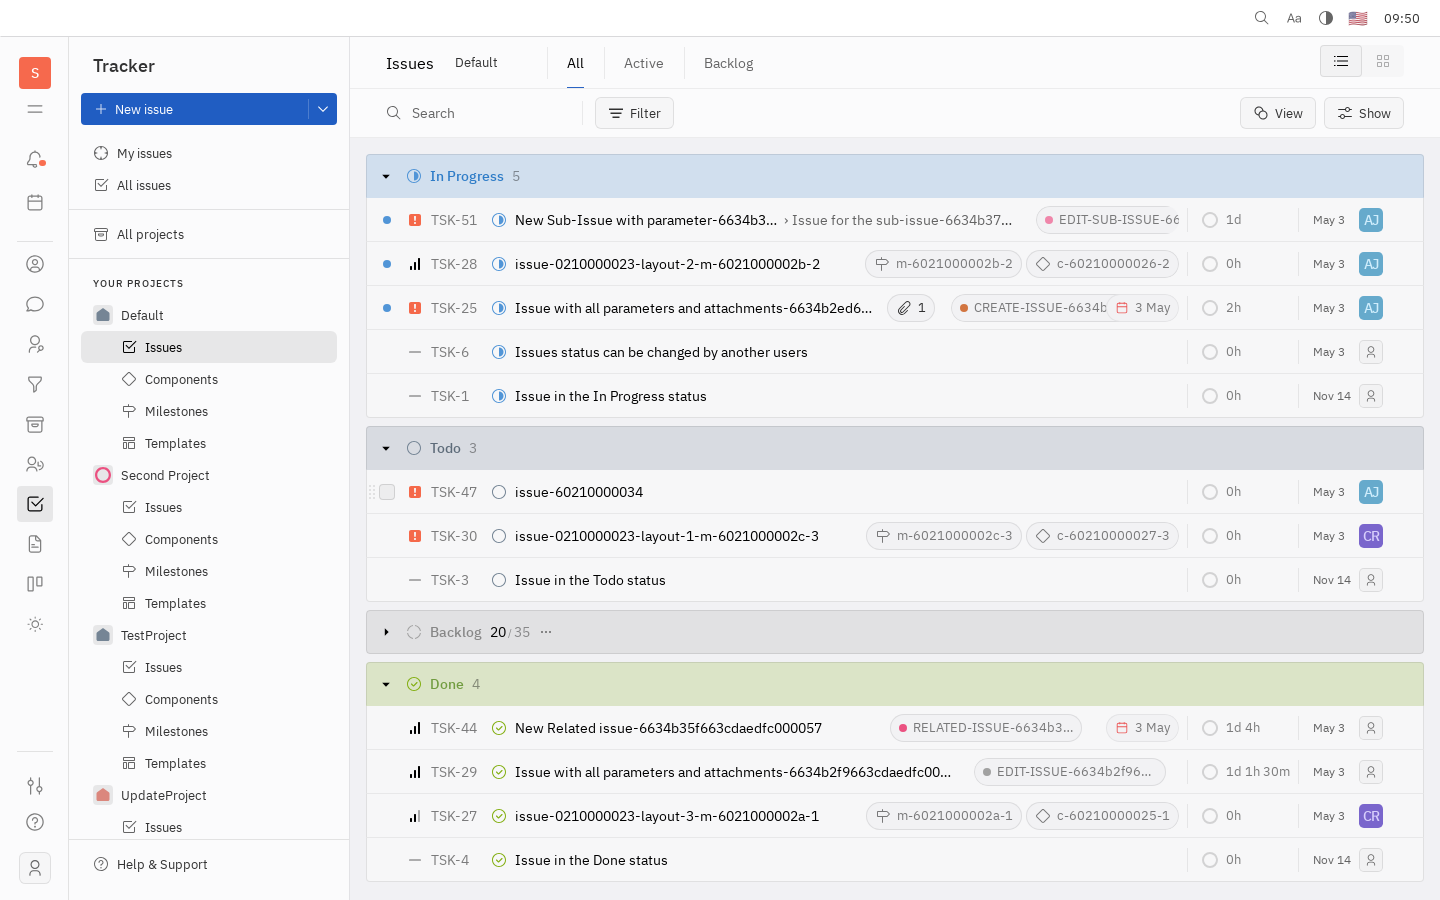 Aa 09:50
S
Tracker
New issue
My issues
All issues
All projects
YOUR PROJECTS
Default
Issues
Components
Milestones
Templates
Second Project
Issues
Components
Milestones
Templates
TestProject
Issues
Components
Milestones
Templates
UpdateProject
Issues
Help & Support
Issues Default All Active Backlog
Search Filter View Show
In Progress 5
TSK-51 New Sub-Issue with parameter-6634b3... › Issue for the sub-issue-6634b37... EDIT-SUB-ISSUE-66 1d May 3 AJ
TSK-28 issue-0210000023-layout-2-m-6021000002b-2 m-6021000002b-2 c-60210000026-2 0h May 3 AJ
TSK-25 Issue with all parameters and attachments-6634b2ed6... 1 CREATE-ISSUE-6634b 3 May 2h May 3 AJ
TSK-6 Issues status can be changed by another users 0h May 3
TSK-1 Issue in the In Progress status 0h Nov 14
Todo 3
TSK-47 issue-60210000034 0h May 3 AJ
TSK-30 issue-0210000023-layout-1-m-6021000002c-3 m-6021000002c-3 c-60210000027-3 0h May 3 CR
TSK-3 Issue in the Todo status 0h Nov 14
Backlog 20/35 ...
Done 4
TSK-44 New Related issue-6634b35f663cdaedfc000057 RELATED-ISSUE-6634b3... 3 May 1d 4h May 3
TSK-29 Issue with all parameters and attachments-6634b2f9663cdaedfc00... EDIT-ISSUE-6634b2f96... 1d 1h 30m May 3
TSK-27 issue-0210000023-layout-3-m-6021000002a-1 m-6021000002a-1 c-60210000025-1 0h May 3 CR
TSK-4 Issue in the Done status 0h Nov 14